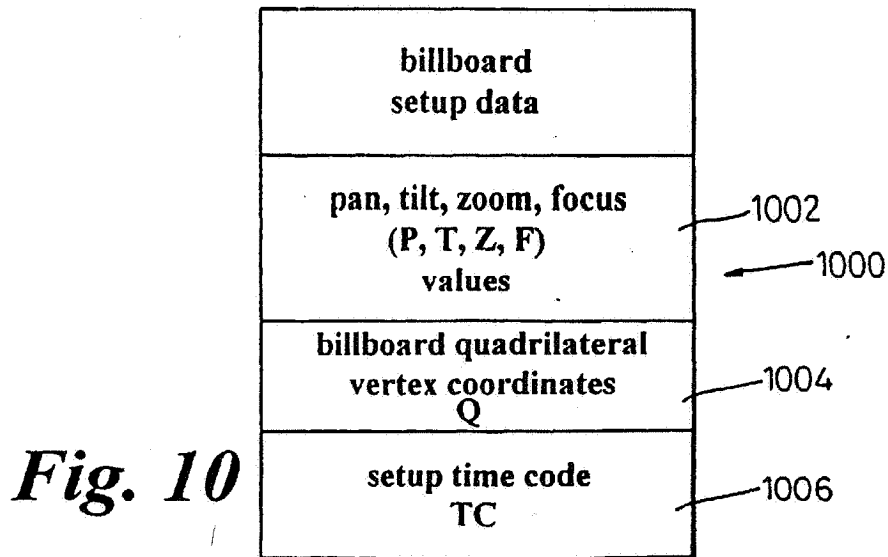 billboard
setup data
pan, tilt, zoom, focus
(P, T, Z, F)
values
1002
1000
billboard quadrilateral
vertex coordinates
Q
1004
Fig. 10
setup time code
TC
1006